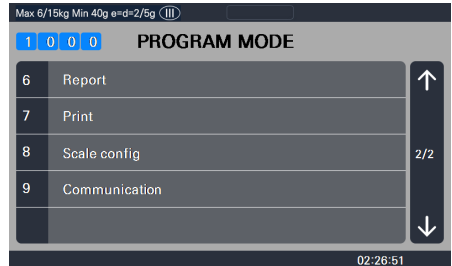 Max 6/15kg Min 40g e=d=2/5g III
1 0 0 0 PROGRAM MODE
6 Report
7 Print
8 Scale config
9 Communication
2/2
02:26:51